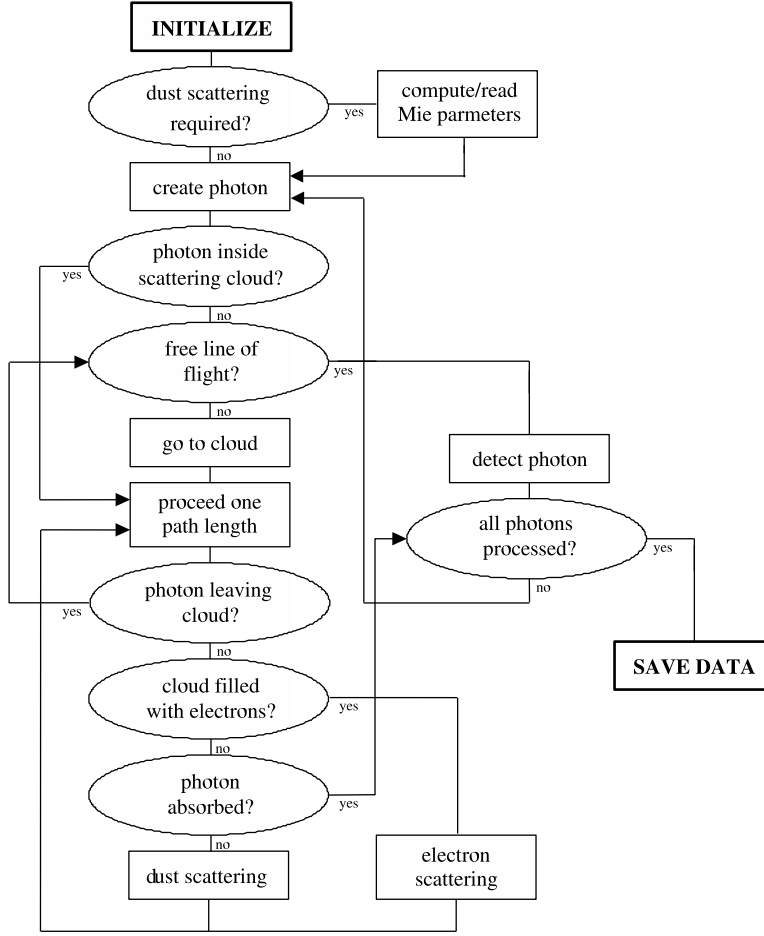 INITIALIZE
dust scattering
required?
yes
compute/read
Mie parmeters
no
create photon
photon inside
scattering cloud?
yes
no
free line of
flight?
yes
no
go to cloud
detect photon
proceed one
path length
all photons
processed?
yes
no
photon leaving
cloud?
yes
no
SAVE DATA
cloud filled
with electrons?
yes
no
photon
absorbed?
yes
no
dust scattering
electron
scattering